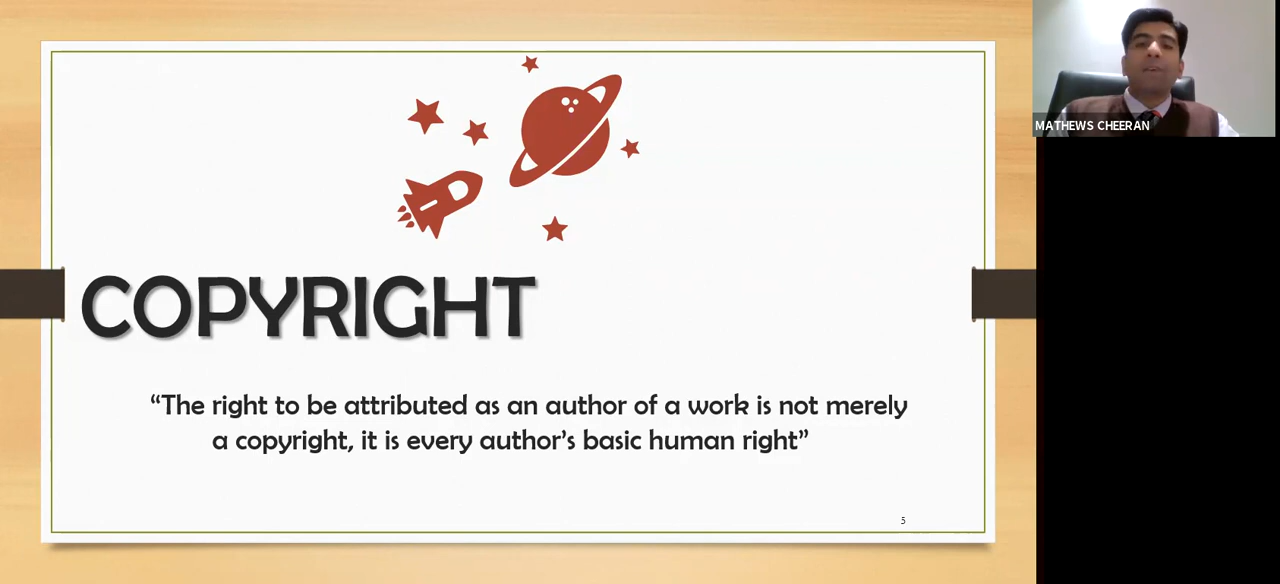 COPYRIGHT
“The right to be attributed as an author of a work is not merely
a copyright, it is every author’s basic human right”
5
MATHEWS CHEERAN